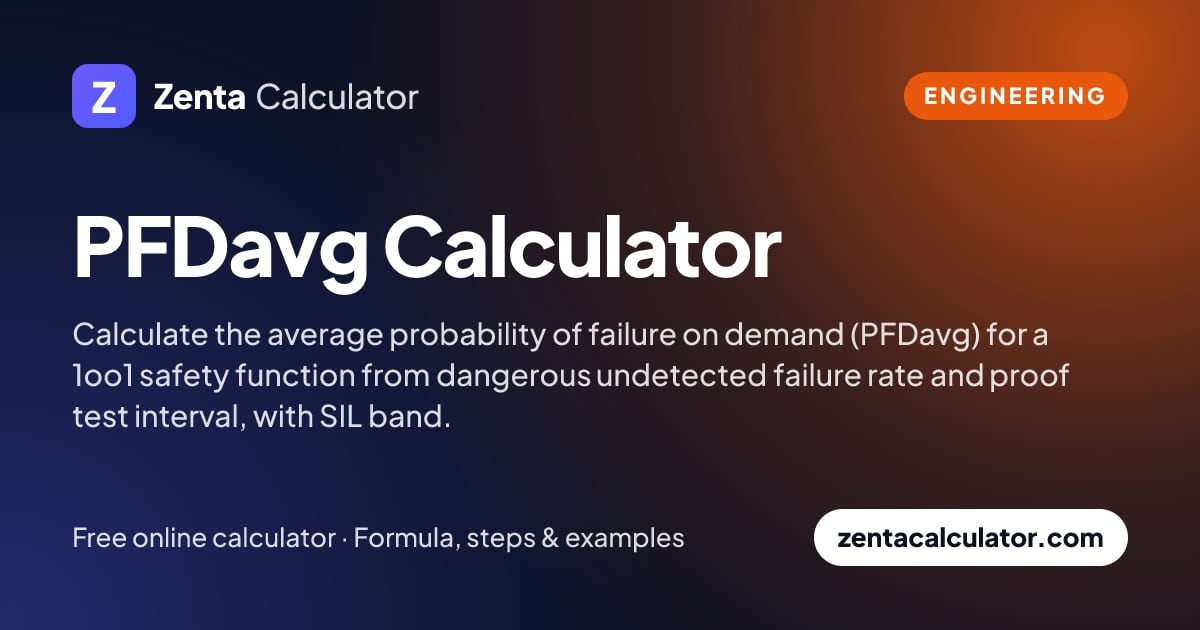 Z Zenta Calculator
ENGINEERING
PFDavg Calculator
Calculate the average probability of failure on demand (PFDavg) for a
1oo1 safety function from dangerous undetected failure rate and proof
test interval, with SIL band.
Free online calculator · Formula, steps & examples
zentacalculator.com